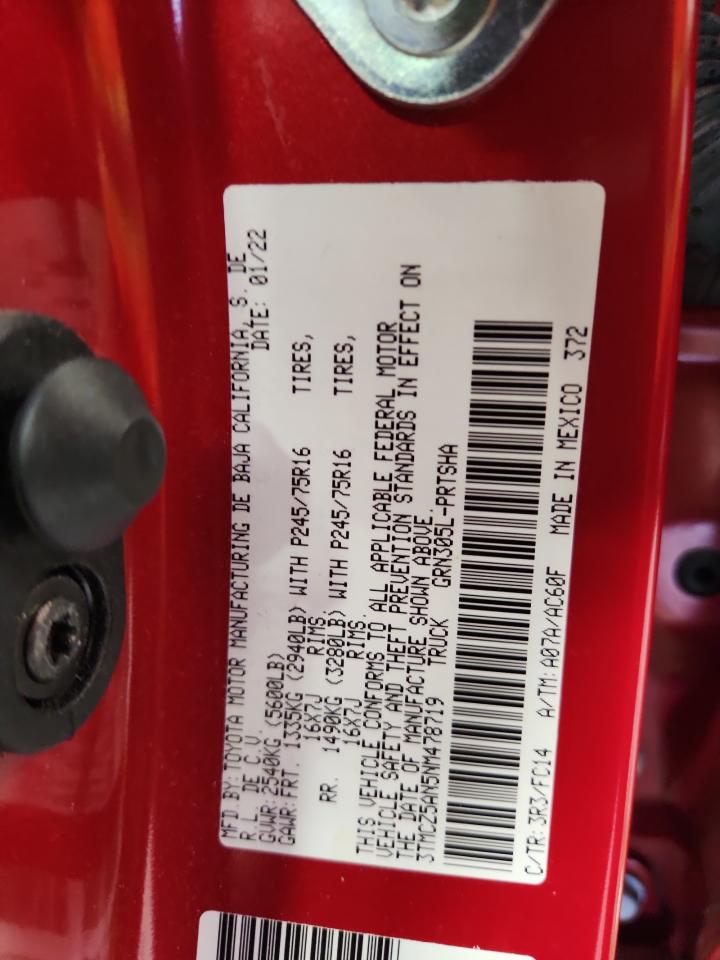 MFD BY: TOYOTA MOTOR MANUFACTURING DE BAJA CALIFORNIA, S. DE
R L. DE C.V. DATE: 01/22
GVWR: 2540KG (5600LB)
GAWR: FRT. 1335KG (2940LB) WITH P245/75R16 TIRES,
16X7J RIMS
RR. 1490KG (3280LB) WITH P245/75R16 TIRES,
16X7J RIMS.
THIS VEHICLE CONFORMS TO ALL APPLICABLE FEDERAL MOTOR
VEHICLE SAFETY AND THEFT PREVENTION STANDARDS IN EFFECT ON
THE DATE OF MANUFACTURE SHOWN ABOVE.
3TMCZ5AN5NM478719 TRUCK GRN305L-PRTSHA
C/TR: 3R3/FC14 A/TM: A07A/AC60F MADE IN MEXICO 372